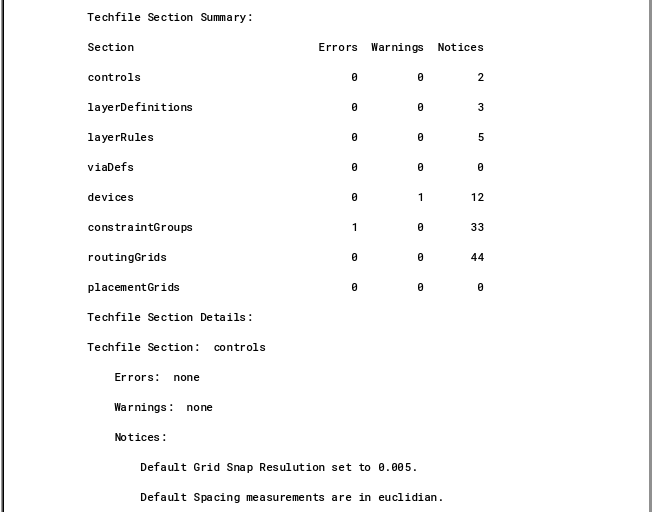 Techfile Section Summary:
Section Errors Warnings Notices
controls 0 0 2
layerDefinitions 0 0 3
layerRules 0 0 5
viaDefs 0 0 0
devices 0 1 12
constraintGroups 1 0 33
routingGrids 0 0 44
placementGrids 0 0 0
Techfile Section Details:
Techfile Section: controls
Errors: none
Warnings: none
Notices:
Default Grid Snap Resulution set to 0.005.
Default Spacing measurements are in euclidian.